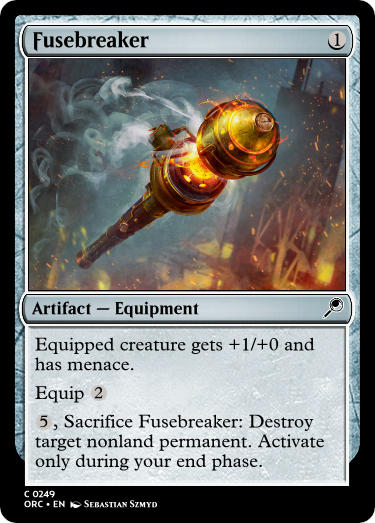 Fusebreaker 1
Artifact — Equipment
Equipped creature gets +1/+0 and
has menace.
Equip 2
5, Sacrifice Fusebreaker: Destroy
target nonland permanent. Activate
only during your end phase.
C 0249
ORC • EN Sebastian Szmyd